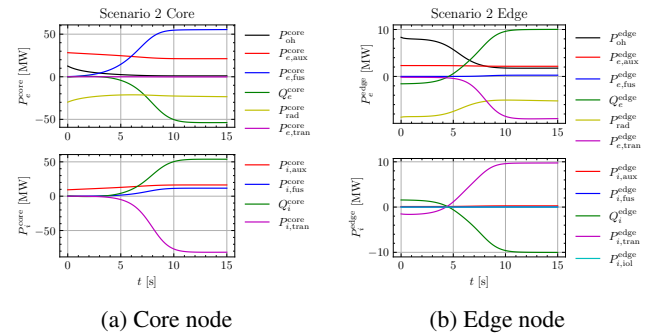 Scenario 2 Core
P_e^core [MW]
50
0
−50
0
5
10
15
P_oh^core
P_e,aux^core
P_e,fus^core
Q_e^core
P_rad^core
P_e,tran^core
P_i^core [MW]
50
0
−50
0
5
10
15
t [s]
P_i,aux^core
P_i,fus^core
Q_i^core
P_i,tran^core
(a) Core node
Scenario 2 Edge
P_e^edge [MW]
10
0
0
5
10
15
P_oh^edge
P_e,aux^edge
P_e,fus^edge
Q_e^edge
P_rad^edge
P_e,tran^edge
P_i^edge [MW]
10
0
−10
0
5
10
15
t [s]
P_i,aux^edge
P_i,fus^edge
Q_i^edge
P_i,tran^edge
P_i,iol^edge
(b) Edge node